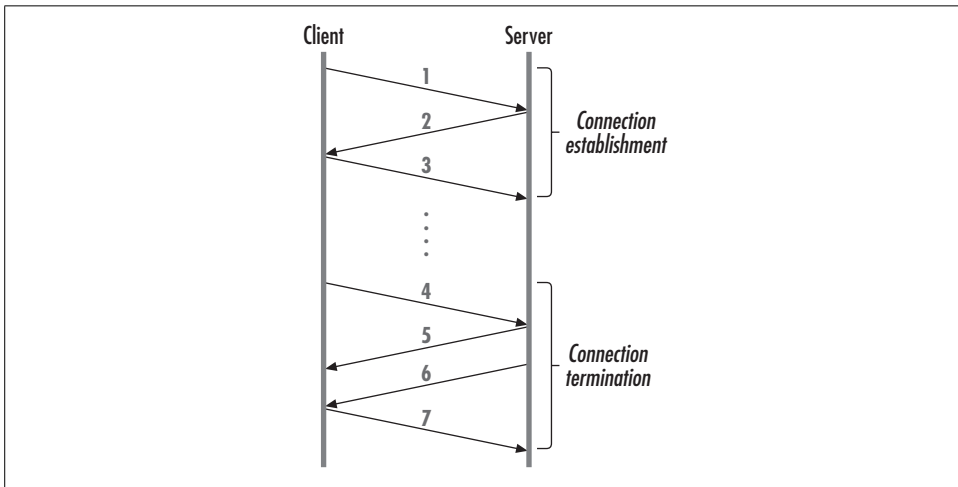 Client
Server
1
2
3
Connection
establishment
4
5
6
7
Connection
termination